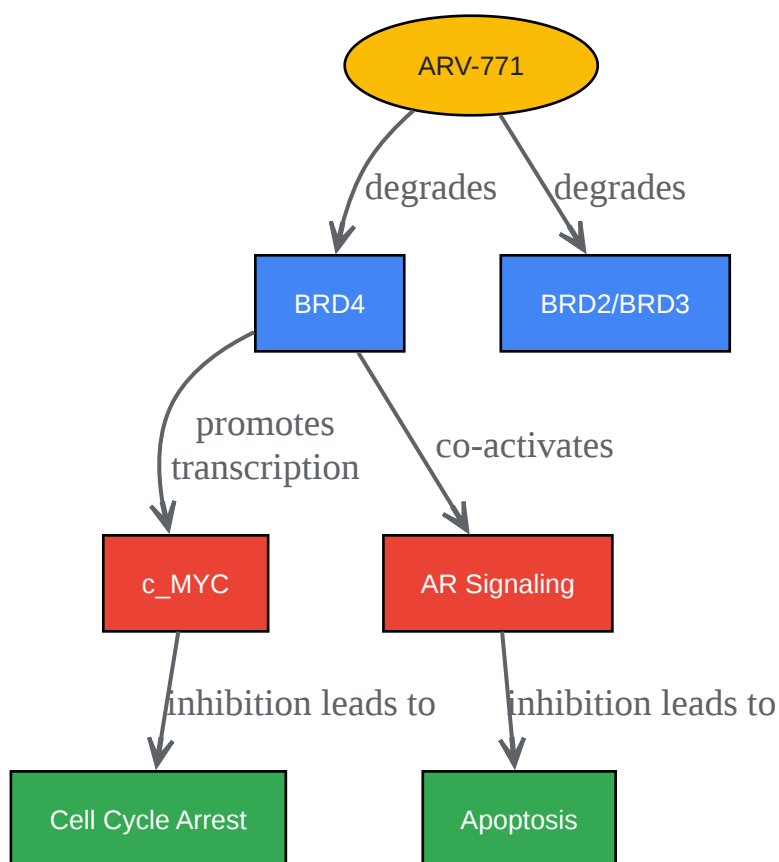 ARV-771
degrades
degrades
BRD4
BRD2/BRD3
promotes
transcription
co-activates
c_MYC
AR Signaling
inhibition leads to
inhibition leads to
Cell Cycle Arrest
Apoptosis